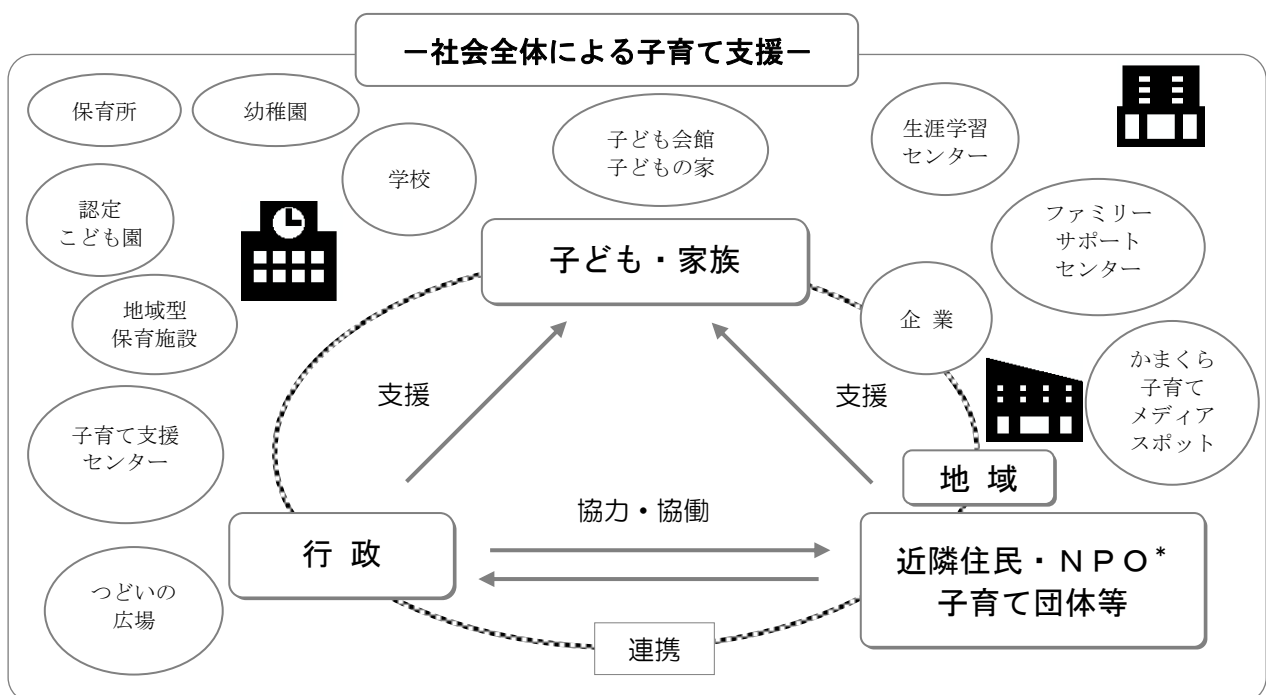 －社会全体による子育て支援－
保育所
幼稚園
学校
子ども会館
子どもの家
生涯学習
センター
認定
こども園
ファミリー
サポート
センター
子ども・家族
地域型
保育施設
企 業
かまくら
子育て
メディア
スポット
支援
支援
子育て支援
センター
地 域
協力・協働
行 政
近隣住民・ＮＰＯ*
子育て団体等
つどいの
広場
連携